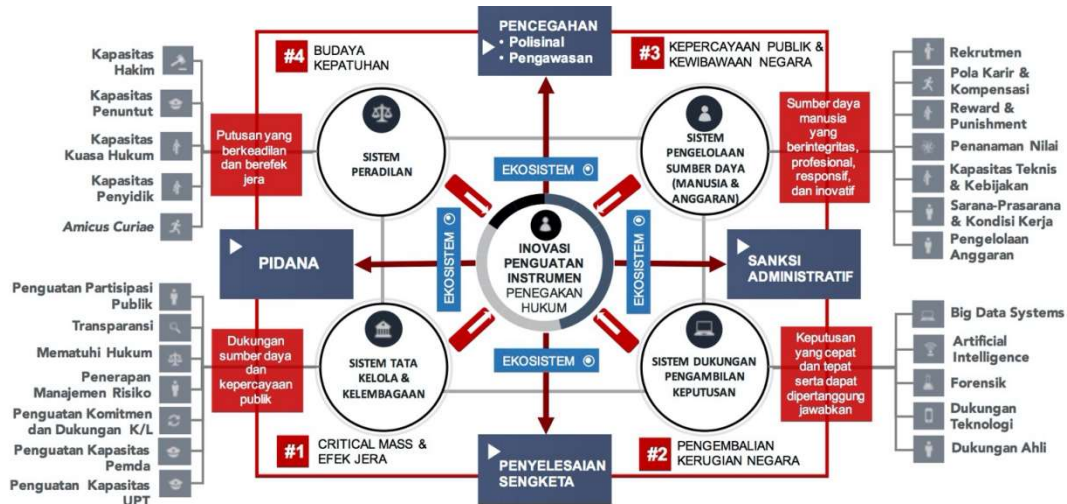 PENCEGAHAN
• Polisinal
• Pengawasan
#4
BUDAYA
KEPATUHAN
#3
KEPERCAYAAN PUBLIK &
KEWIBAWAAN NEGARA
Kapasitas
Hakim
Kapasitas
Penuntut
Kapasitas
Kuasa Hukum
Kapasitas
Penyidik
Amicus Curiae
Putusan yang
berkeadilan
dan berefek
jera
SISTEM
PERADILAN
SISTEM
PENGELOLAAN
SUMBER DAYA
(MANUSIA &
ANGGARAN)
Sumber daya
manusia
yang
berintegritas,
profesional,
responsif,
dan inovatif
Rekrutmen
Pola Karir &
Kompensasi
Reward &
Punishment
Penanaman Nilai
Kapasitas Teknis
& Kebijakan
Sarana-Prasarana
& Kondisi Kerja
Pengelolaan
Anggaran
EKOSISTEM
EKOSISTEM
EKOSISTEM
EKOSISTEM
INOVASI
PENGUATAN
INSTRUMEN
PENEGAKAN
HUKUM
PIDANA
SANKSI
ADMINISTRATIF
Penguatan Partisipasi
Publik
Transparansi
Mematuhi Hukum
Penerapan
Manajemen Risiko
Penguatan Komitmen
dan Dukungan K/L
Penguatan Kapasitas
Pemda
Penguatan Kapasitas
UPT
Dukungan
sumber daya
dan
kepercayaan
publik
SISTEM TATA
KELOLA &
KELEMBAGAAN
SISTEM DUKUNGAN
PENGAMBILAN
KEPUTUSAN
Keputusan
yang cepat
dan tepat
serta dapat
dipertanggung
jawabkan
Big Data Systems
Artificial
Intelligence
Forensik
Dukungan
Teknologi
Dukungan Ahli
#1
CRITICAL MASS &
EFEK JERA
#2
PENGEMBALIAN
KERUGIAN NEGARA
PENYELESAIAN
SENGKETA